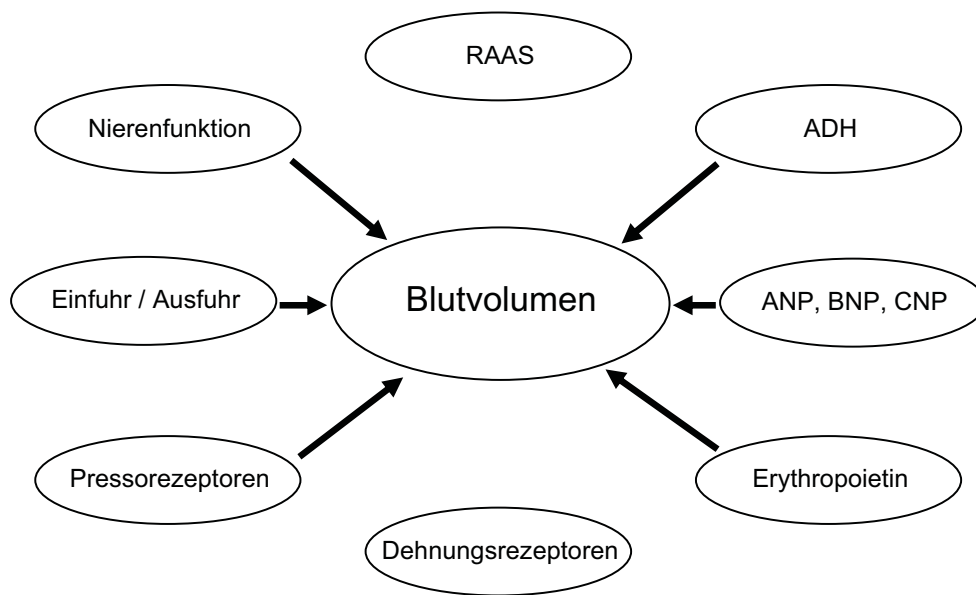 RAAS
Nierenfunktion
ADH
Einfuhr / Ausfuhr
Blutvolumen
ANP, BNP, CNP
Pressorezeptoren
Erythropoietin
Dehnungsrezeptoren